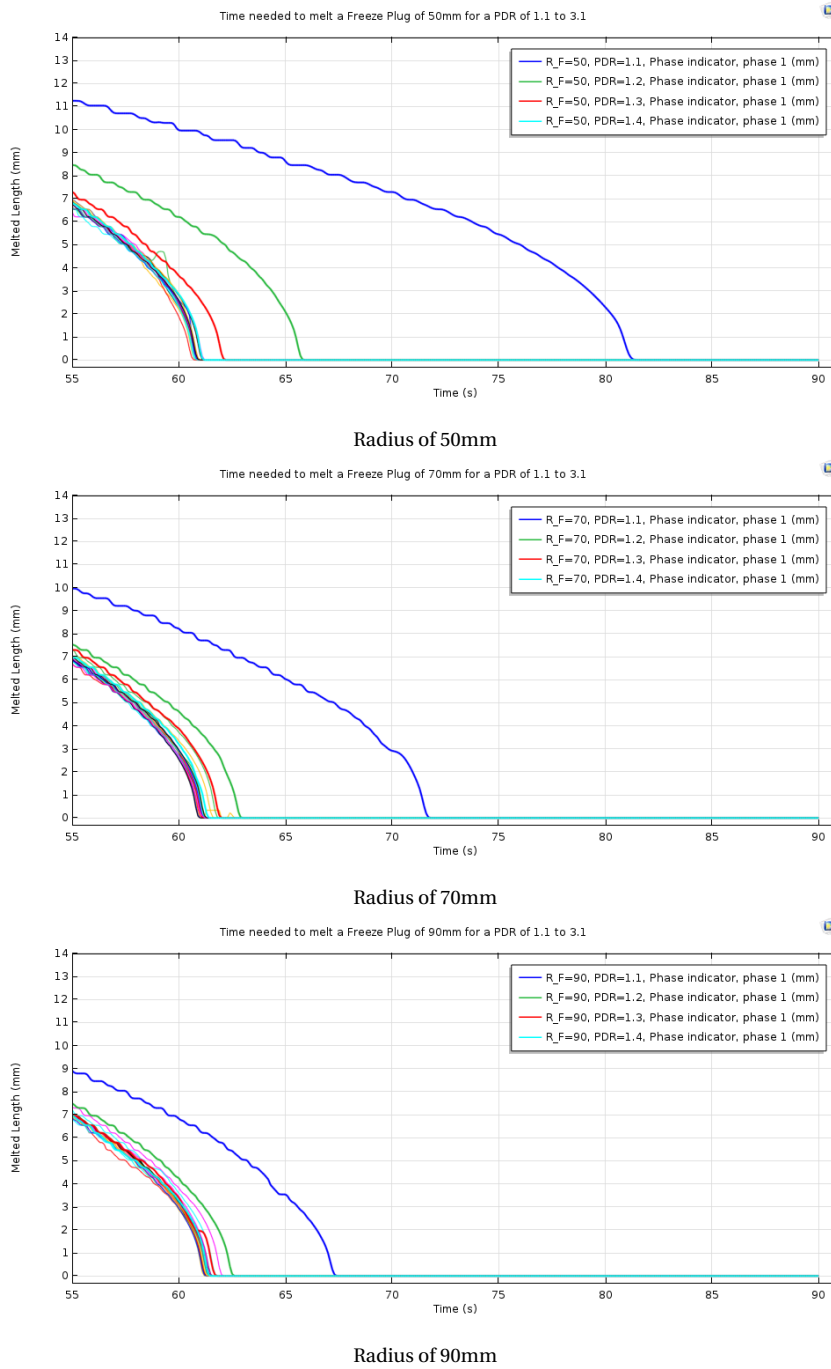 Time needed to melt a Freeze Plug of 50mm for a PDR of 1.1 to 3.1
14
13
12
11
10
9
8
7
6
5
4
3
2
1
0
Melted Length (mm)
R_F=50, PDR=1.1, Phase indicator, phase 1 (mm)
R_F=50, PDR=1.2, Phase indicator, phase 1 (mm)
R_F=50, PDR=1.3, Phase indicator, phase 1 (mm)
R_F=50, PDR=1.4, Phase indicator, phase 1 (mm)
55 60 65 70 75 80 85 90
Time (s)
Radius of 50mm
Time needed to melt a Freeze Plug of 70mm for a PDR of 1.1 to 3.1
14
13
12
11
10
9
8
7
6
5
4
3
2
1
0
Melted Length (mm)
R_F=70, PDR=1.1, Phase indicator, phase 1 (mm)
R_F=70, PDR=1.2, Phase indicator, phase 1 (mm)
R_F=70, PDR=1.3, Phase indicator, phase 1 (mm)
R_F=70, PDR=1.4, Phase indicator, phase 1 (mm)
55 60 65 70 75 80 85 90
Time (s)
Radius of 70mm
Time needed to melt a Freeze Plug of 90mm for a PDR of 1.1 to 3.1
14
13
12
11
10
9
8
7
6
5
4
3
2
1
0
Melted Length (mm)
R_F=90, PDR=1.1, Phase indicator, phase 1 (mm)
R_F=90, PDR=1.2, Phase indicator, phase 1 (mm)
R_F=90, PDR=1.3, Phase indicator, phase 1 (mm)
R_F=90, PDR=1.4, Phase indicator, phase 1 (mm)
55 60 65 70 75 80 85 90
Time (s)
Radius of 90mm